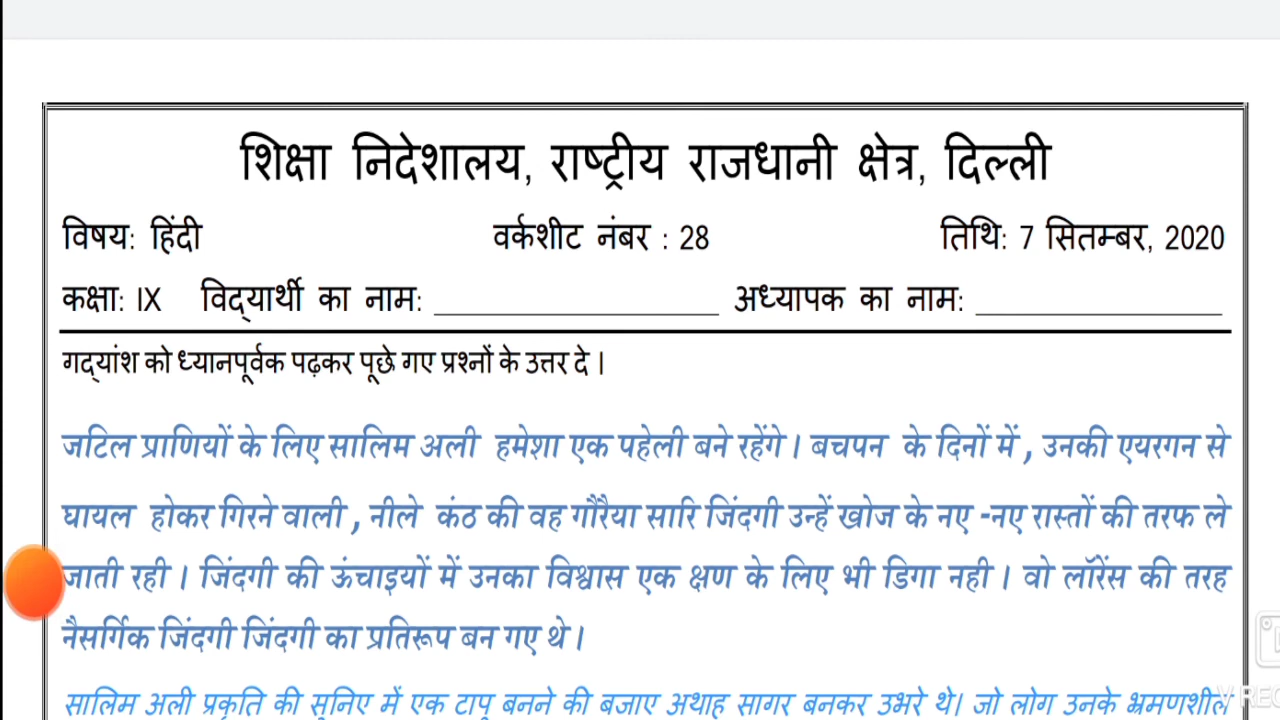 शिक्षा निदेशालय, राष्ट्रीय राजधानी क्षेत्र, दिल्ली
विषय: हिंदी वर्कशीट नंबर : 28 तिथि: 7 सितम्बर, 2020
कक्षा: IX विद्यार्थी का नाम: ________________ अध्यापक का नाम: ________________
गद्यांश को ध्यानपूर्वक पढ़कर पूछे गए प्रश्नों के उत्तर दे ।
जटिल प्राणियों के लिए सालिम अली हमेशा एक पहेली बने रहेंगे । बचपन के दिनों में , उनकी एयरगन से
घायल होकर गिरने वाली , नीले कंठ की वह गौरैया सारि जिंदगी उन्हें खोज के नए -नए रास्तों की तरफ ले
जाती रही । जिंदगी की ऊंचाइयों में उनका विश्वास एक क्षण के लिए भी डिगा नही । वो लॉरेंस की तरह
नैसर्गिक जिंदगी जिंदगी का प्रतिरूप बन गए थे ।
सालिम अली प्रकृति की सुनिए में एक टापू बनने की बजाए अथाह सागर बनकर उभरे थे। जो लोग उनके भ्रमणशील